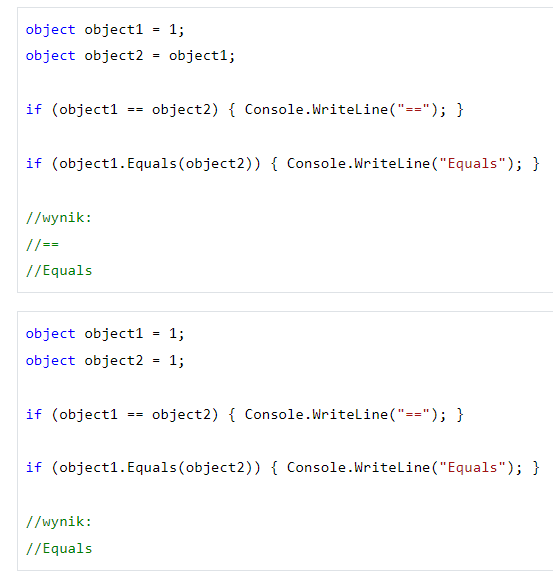 object object1 = 1;
object object2 = object1;
if (object1 == object2) { Console.WriteLine("=="); }
if (object1.Equals(object2)) { Console.WriteLine("Equals"); }
//wynik:
//==
//Equals
object object1 = 1;
object object2 = 1;
if (object1 == object2) { Console.WriteLine("=="); }
if (object1.Equals(object2)) { Console.WriteLine("Equals"); }
//wynik:
//Equals